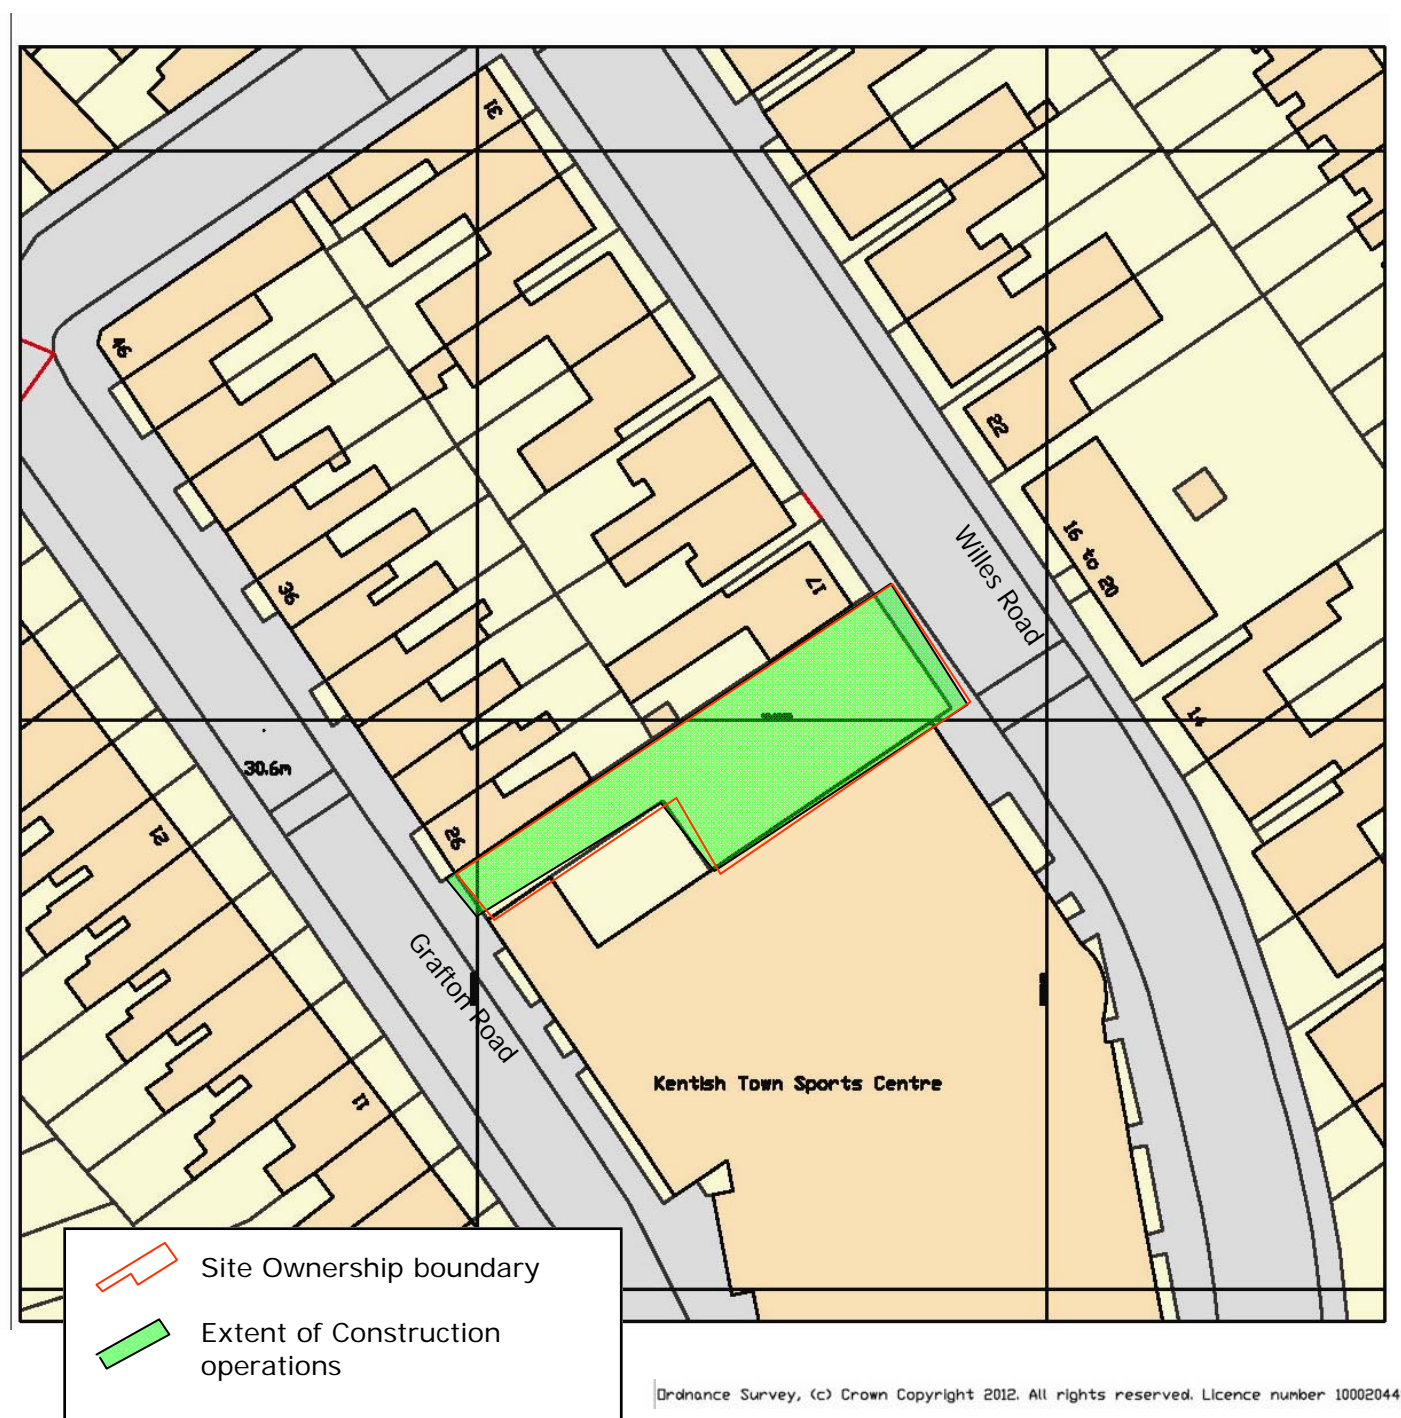 31
46
22
Willes Road
16 to 20
36
17
14
30.6m
26
21
Grafton Road
Kentish Town Sports Centre
11
Site Ownership boundary
Extent of Construction
operations
Ordnance Survey, (c) Crown Copyright 2012. All rights reserved. Licence number 10002044